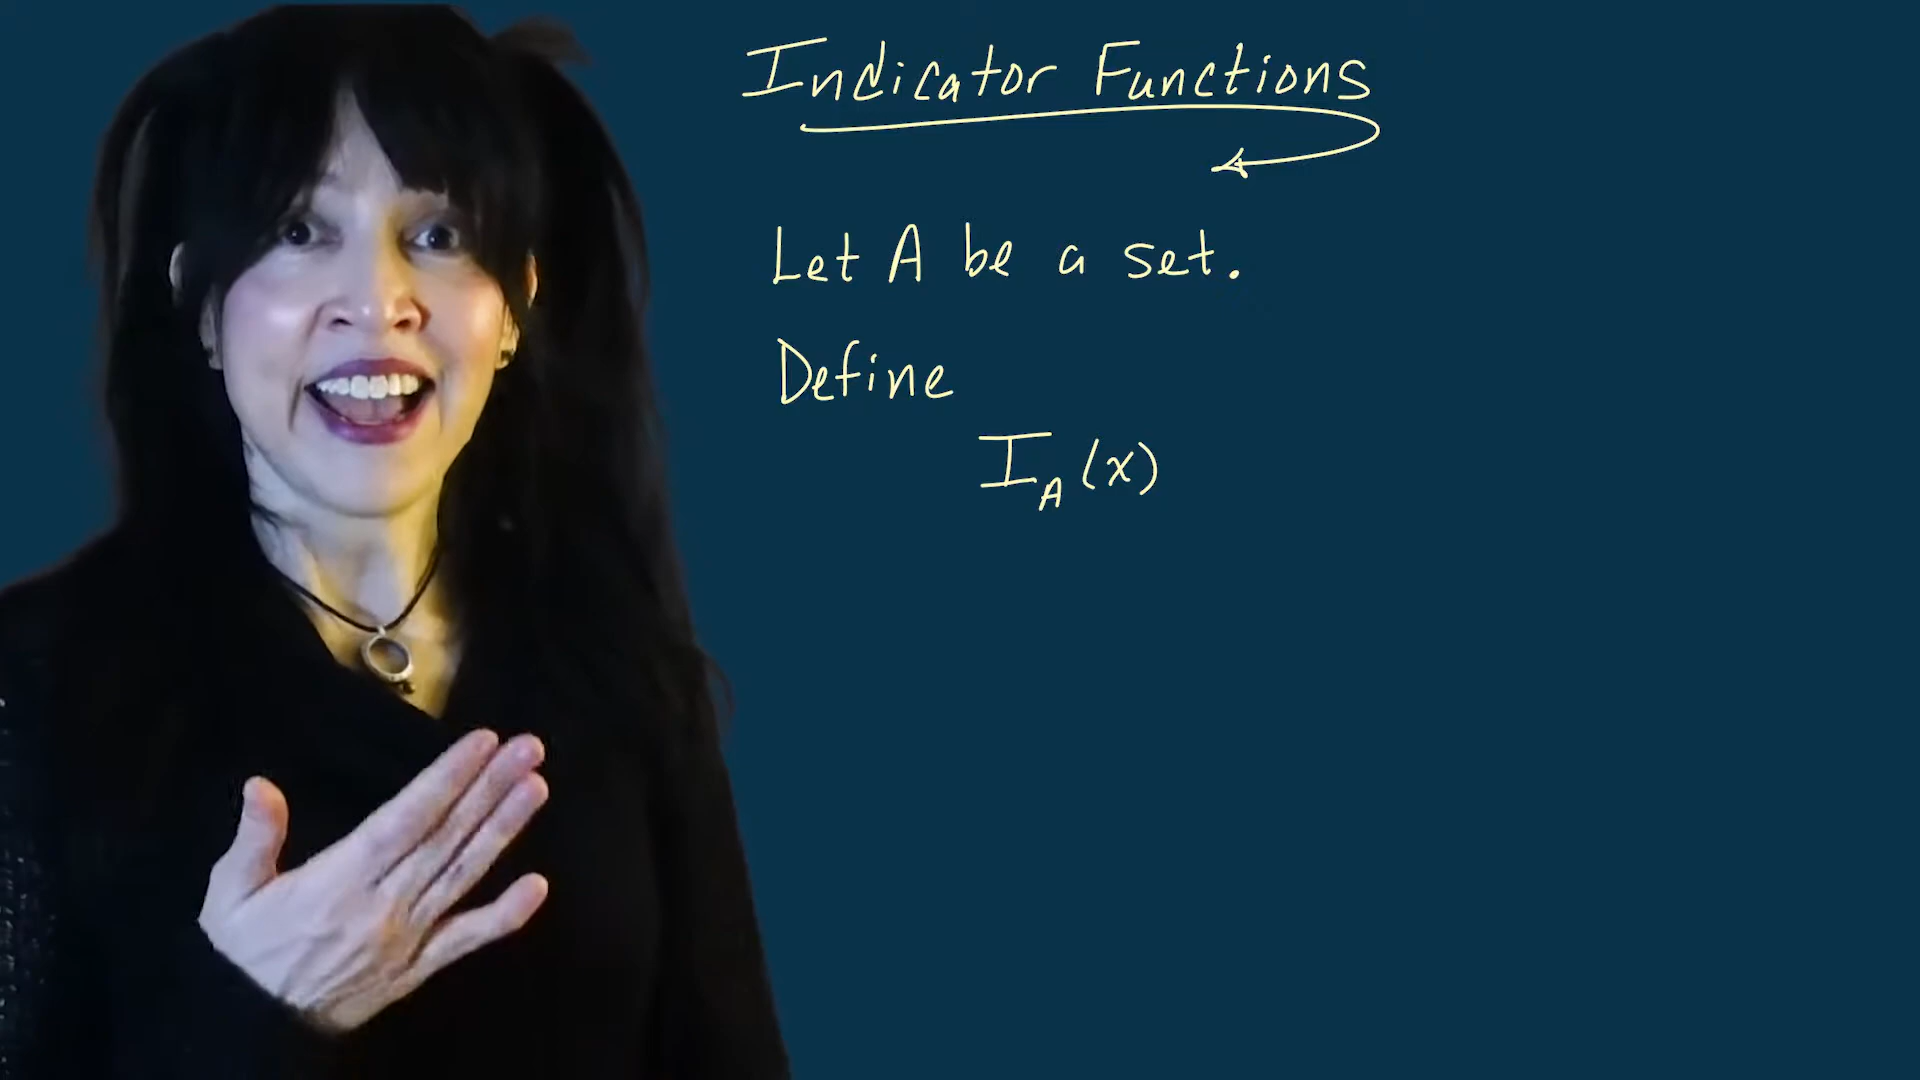 Indicator Functions
Let A be a set.
Define
I_A (x)